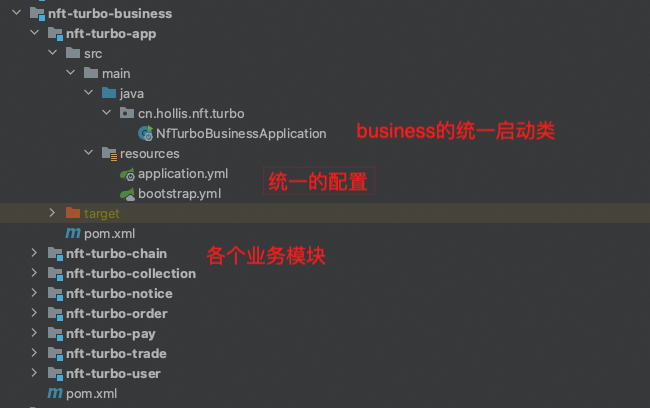 nft-turbo-business
nft-turbo-app
src
main
java
cn.hollis.nft.turbo
NfTurboBusinessApplication
business的统一启动类
resources
application.yml
统一的配置
bootstrap.yml
target
pom.xml
nft-turbo-chain
各个业务模块
nft-turbo-collection
nft-turbo-notice
nft-turbo-order
nft-turbo-pay
nft-turbo-trade
nft-turbo-user
pom.xml